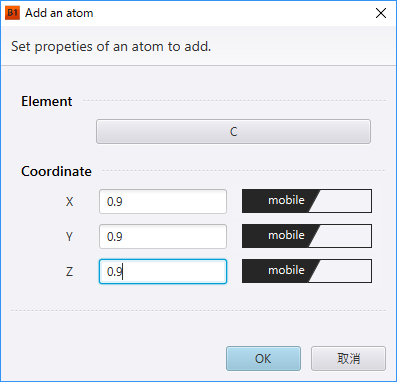 B1 Add an atom
Set propeties of an atom to add.
Element
C
Coordinate
X 0.9 mobile
Y 0.9 mobile
Z 0.9 mobile
OK 取消